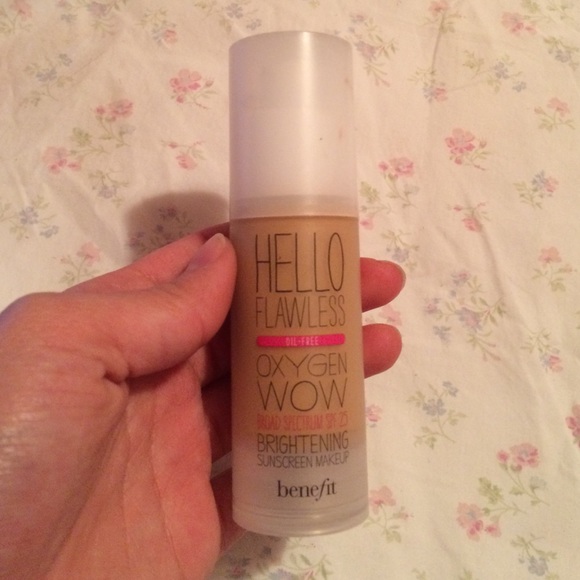 HELLO
FLAWLESS
OIL-FREE
OXYGEN
WOW
BROAD SPECTRUM SPF 25
BRIGHTENING
SUNSCREEN MAKEUP
benefit